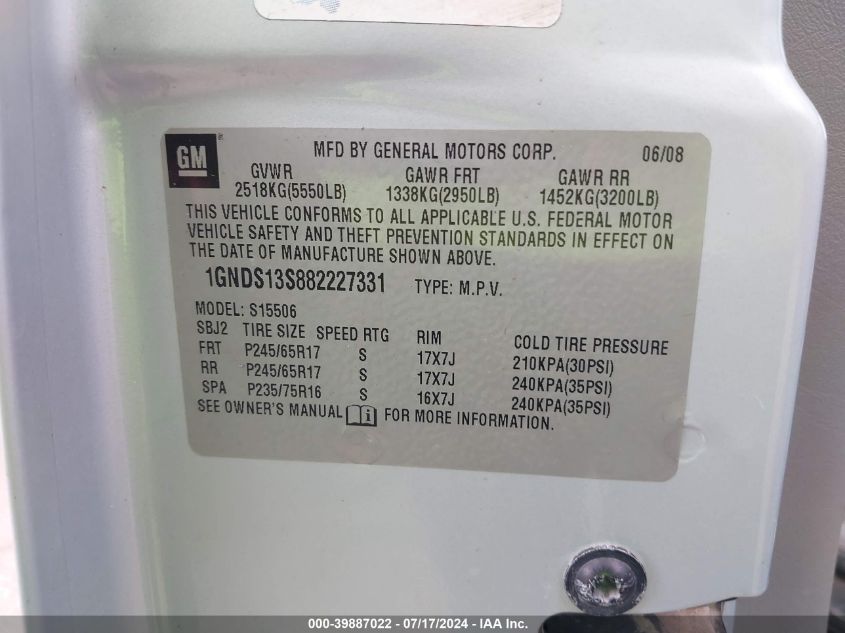 GM
MFD BY GENERAL MOTORS CORP. 06/08
GVWR GAWR FRT GAWR RR
2518KG(5550LB) 1338KG(2950LB) 1452KG(3200LB)
THIS VEHICLE CONFORMS TO ALL APPLICABLE U.S. FEDERAL MOTOR
VEHICLE SAFETY AND THEFT PREVENTION STANDARDS IN EFFECT ON
THE DATE OF MANUFACTURE SHOWN ABOVE.
1GNDS13S882227331 TYPE: M.P.V.
MODEL: S15506
SBJ2 TIRE SIZE SPEED RTG RIM COLD TIRE PRESSURE
FRT P245/65R17 S 17X7J 210KPA(30PSI)
RR P245/65R17 S 17X7J 240KPA(35PSI)
SPA P235/75R16 S 16X7J 240KPA(35PSI)
SEE OWNER'S MANUAL FOR MORE INFORMATION.
000-39887022 - 07/17/2024 - IAA Inc.